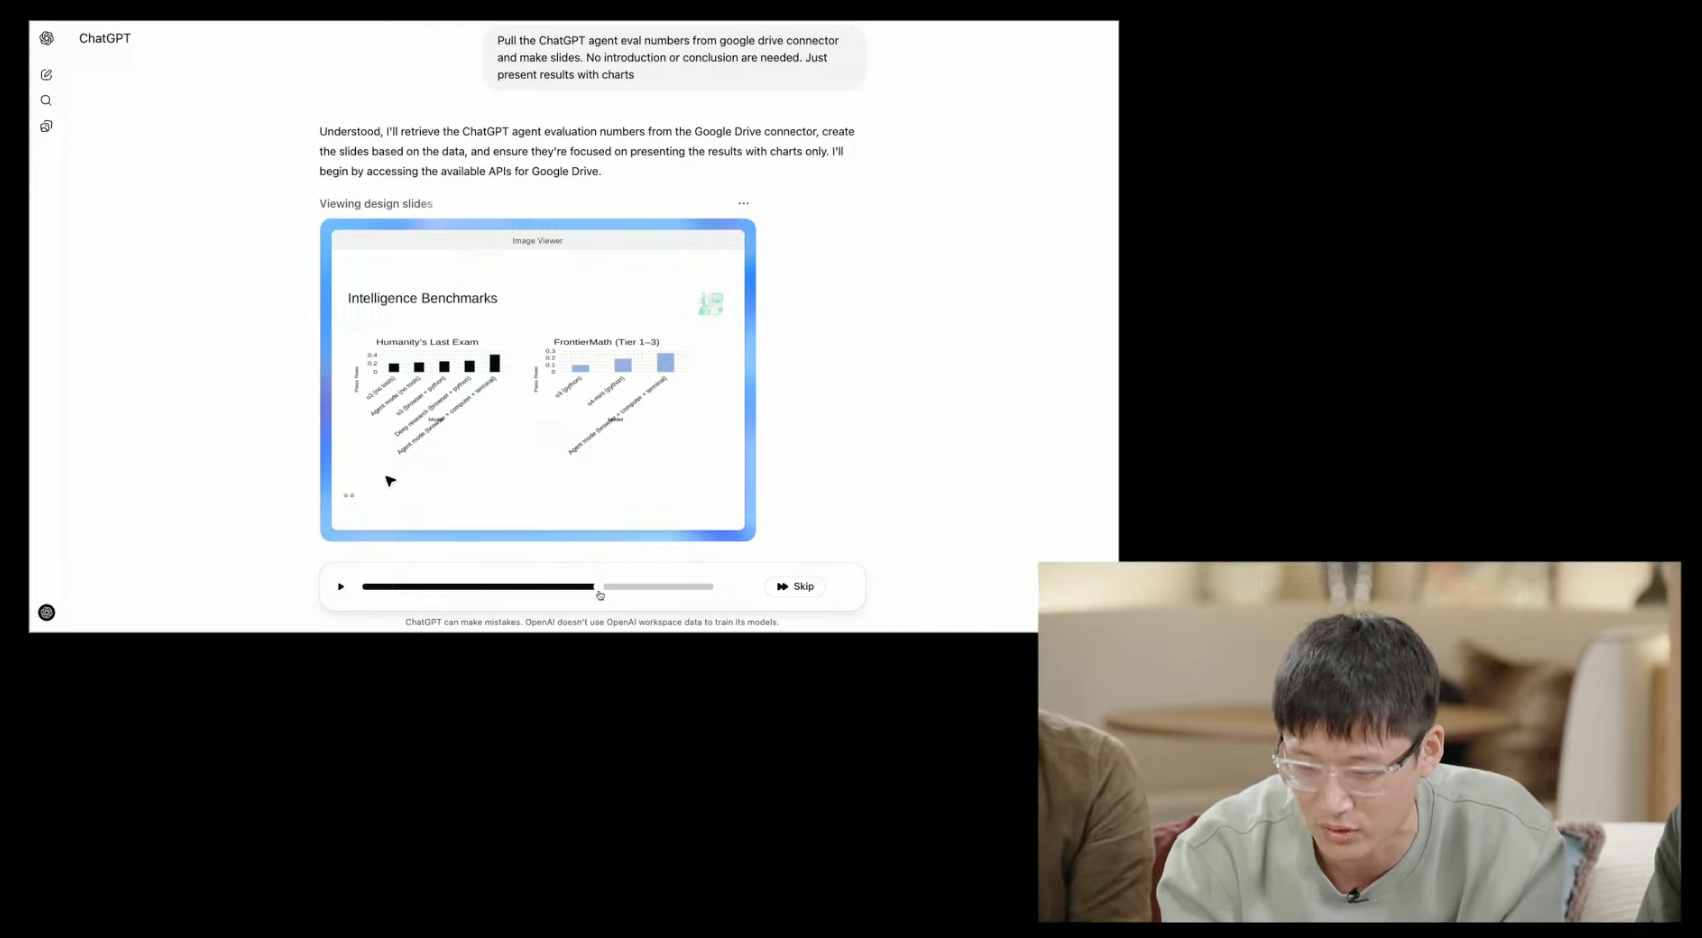 ChatGPT
Pull the ChatGPT agent eval numbers from google drive connector
and make slides. No introduction or conclusion are needed. Just
present results with charts
Understood, I'll retrieve the ChatGPT agent evaluation numbers from the Google Drive connector, create
the slides based on the data, and ensure they're focused on presenting the results with charts only. I'll
begin by accessing the available APIs for Google Drive.
Viewing design slides
Image Viewer
Intelligence Benchmarks
Humanity's Last Exam
0.4
0.2
0
Pass Rate
o3 (no tools)
Agent mode (no tools)
o3 (browser + python)
Deep research (browser + python)
Agent mode (browser + computer + terminal)
Model
FrontierMath (Tier 1–3)
0.3
0.2
0.1
0
Pass Rate
o3 (python)
o4-mini (python)
Agent mode (browser + computer + terminal)
Model
Skip
ChatGPT can make mistakes. OpenAI doesn't use OpenAI workspace data to train its models.